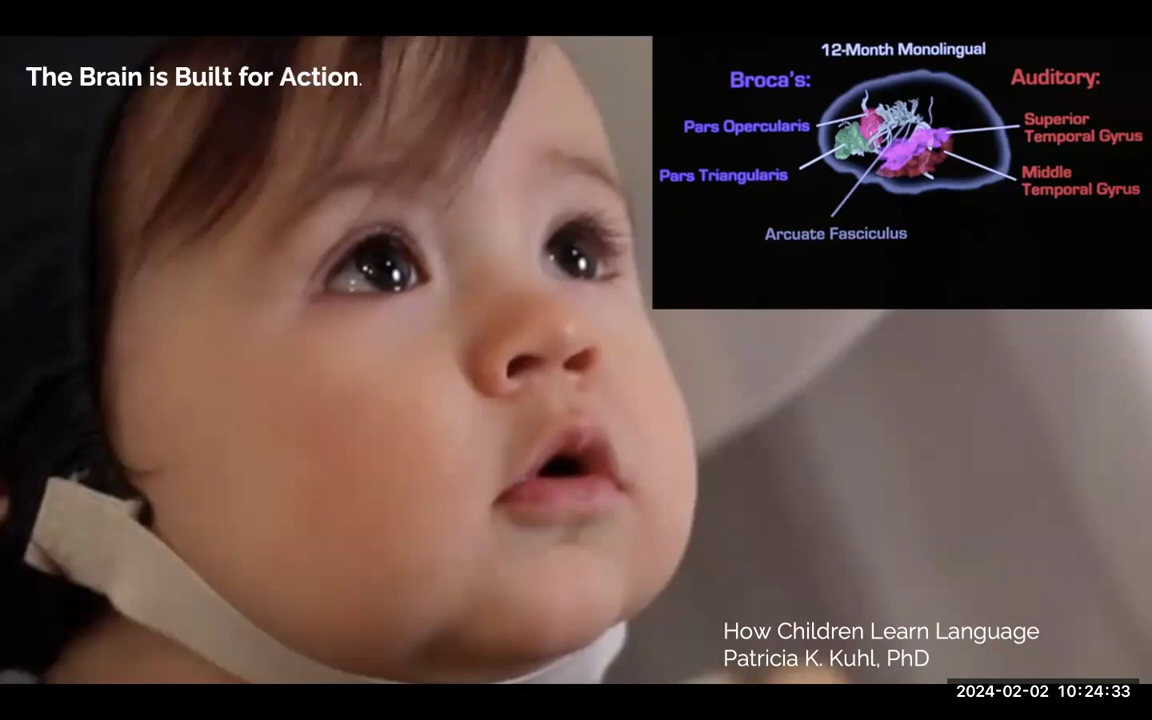 The Brain is Built for Action.
12-Month Monolingual
Broca's:
Auditory:
Pars Opercularis
Superior
Temporal Gyrus
Pars Triangularis
Middle
Temporal Gyrus
Arcuate Fasciculus
How Children Learn Language
Patricia K. Kuhl, PhD
2024-02-02 10:24:33